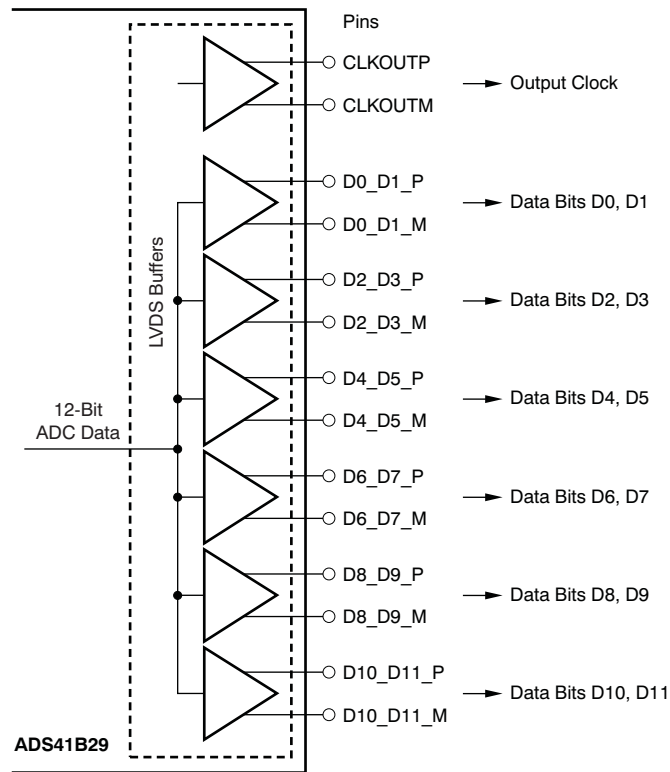 Pins
CLKOUTP
CLKOUTM
Output Clock
D0_D1_P
D0_D1_M
Data Bits D0, D1
D2_D3_P
D2_D3_M
Data Bits D2, D3
D4_D5_P
D4_D5_M
Data Bits D4, D5
D6_D7_P
D6_D7_M
Data Bits D6, D7
D8_D9_P
D8_D9_M
Data Bits D8, D9
D10_D11_P
D10_D11_M
Data Bits D10, D11
LVDS Buffers
12-Bit
ADC Data
ADS41B29